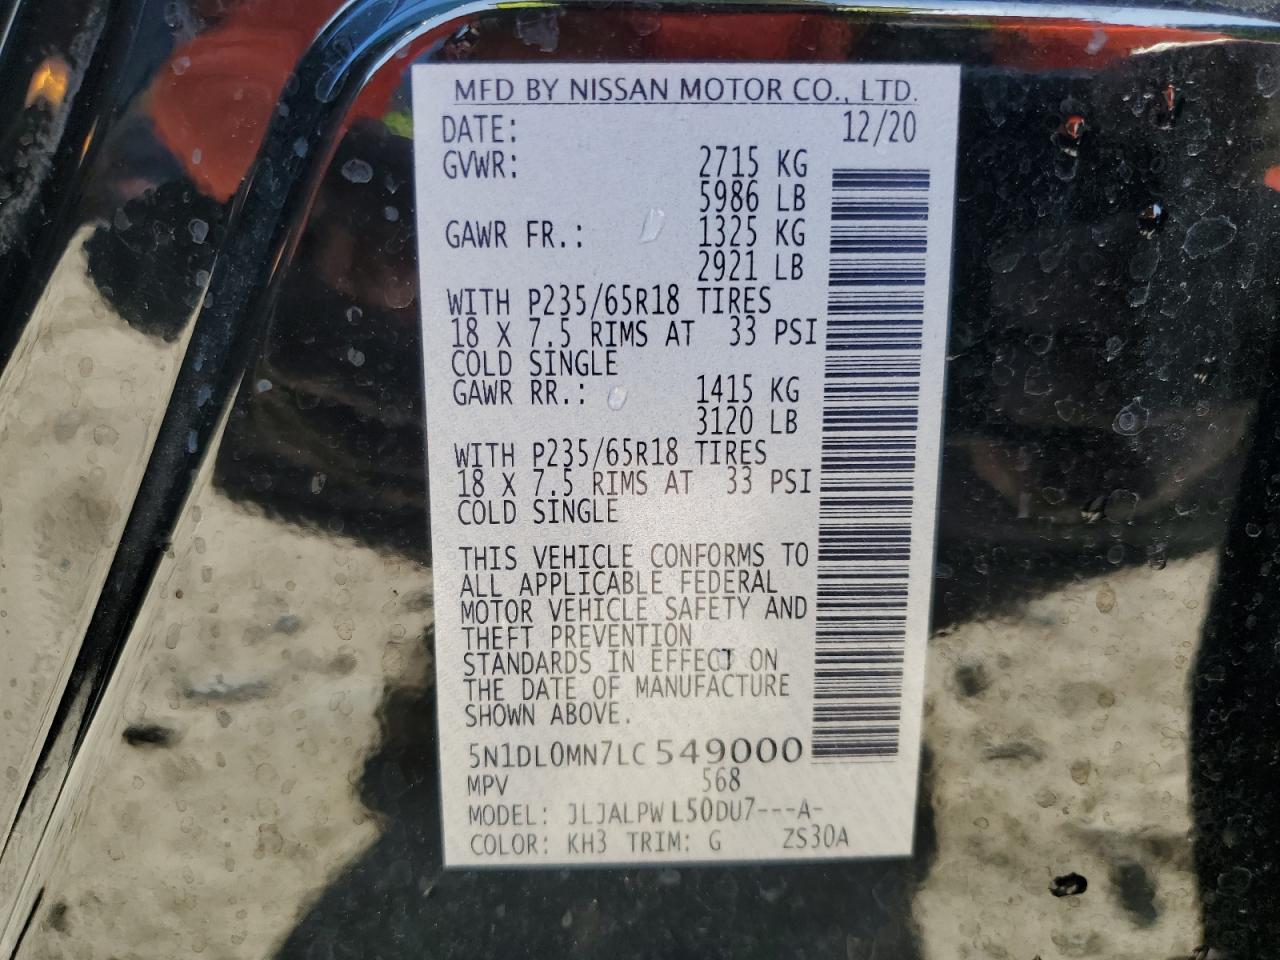 MFD BY NISSAN MOTOR CO., LTD.
DATE: 12/20
GVWR: 2715 KG
5986 LB
GAWR FR.: 1325 KG
2921 LB
WITH P235/65R18 TIRES
18 X 7.5 RIMS AT 33 PSI
COLD SINGLE
GAWR RR.: 1415 KG
3120 LB
WITH P235/65R18 TIRES
18 X 7.5 RIMS AT 33 PSI
COLD SINGLE
THIS VEHICLE CONFORMS TO
ALL APPLICABLE FEDERAL
MOTOR VEHICLE SAFETY AND
THEFT PREVENTION
STANDARDS IN EFFECT ON
THE DATE OF MANUFACTURE
SHOWN ABOVE.
5N1DL0MN7LC549000
MPV 568
MODEL: JLJALPWL50DU7---A-
COLOR: KH3 TRIM: G ZS30A